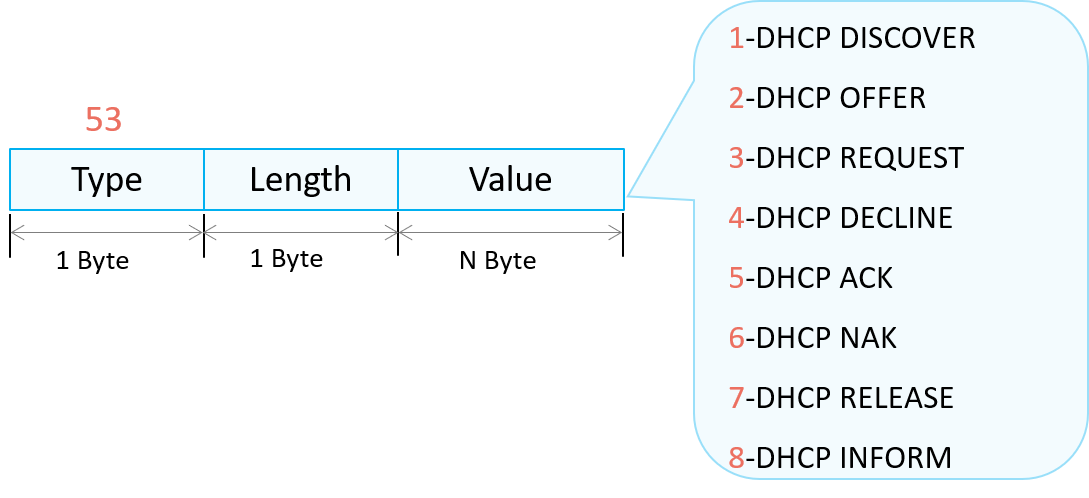 53
Type Length Value
1 Byte 1 Byte N Byte
1-DHCP DISCOVER
2-DHCP OFFER
3-DHCP REQUEST
4-DHCP DECLINE
5-DHCP ACK
6-DHCP NAK
7-DHCP RELEASE
8-DHCP INFORM